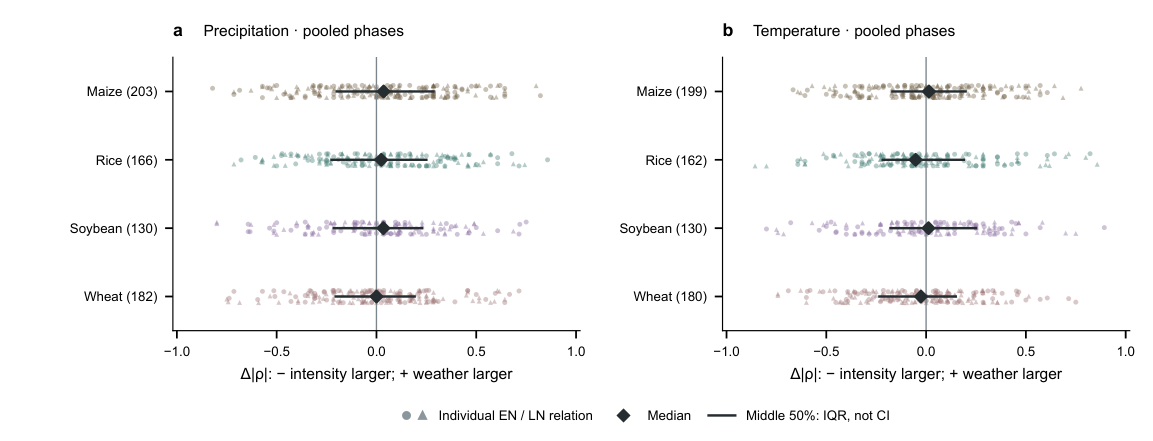 a Precipitation · pooled phases
Maize (203)
Rice (166)
Soybean (130)
Wheat (182)
−1.0 −0.5 0.0 0.5 1.0
Δ|ρ|: − intensity larger; + weather larger
b Temperature · pooled phases
Maize (199)
Rice (162)
Soybean (130)
Wheat (180)
−1.0 −0.5 0.0 0.5 1.0
Δ|ρ|: − intensity larger; + weather larger
Individual EN / LN relation Median Middle 50%: IQR, not CI